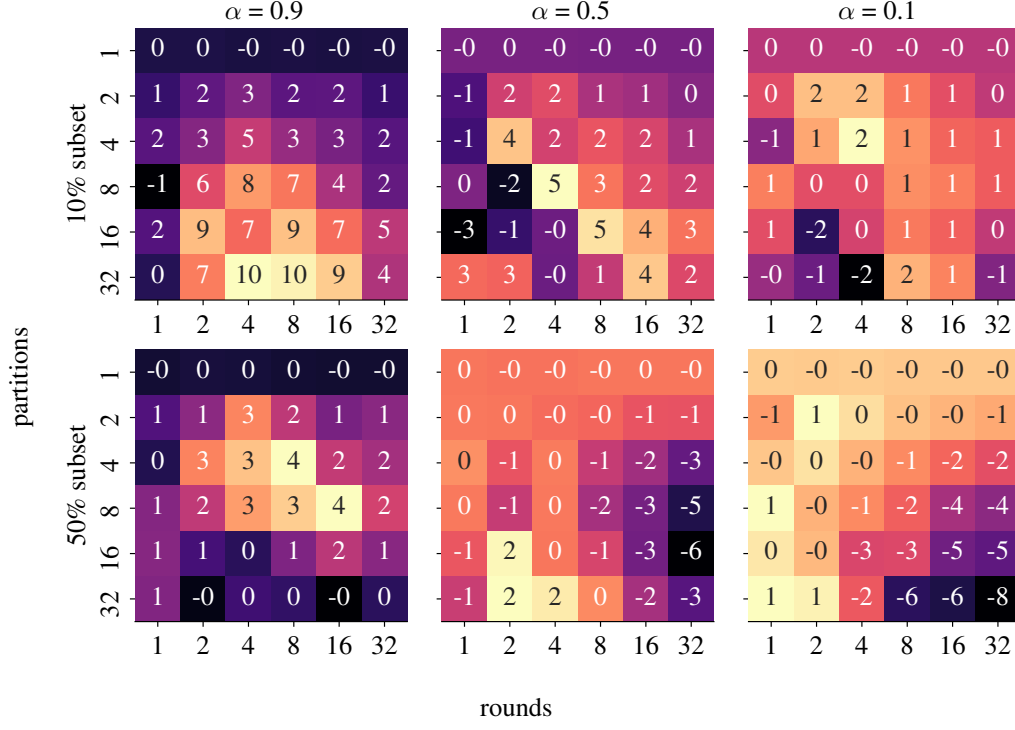 α = 0.9 α = 0.5 α = 0.1
1 0 0 -0 -0 -0 -0 -0 0 -0 -0 -0 -0 0 0 -0 -0 -0 -0
2 1 2 3 2 2 1 -1 2 2 1 1 0 0 2 2 1 1 0
4 2 3 5 3 3 2 -1 4 2 2 2 1 -1 1 2 1 1 1
8 -1 6 8 7 4 2 0 -2 5 3 2 2 1 0 0 1 1 1
16 2 9 7 9 7 5 -3 -1 -0 5 4 3 1 -2 0 1 1 0
32 0 7 10 10 9 4 3 3 -0 1 4 2 -0 -1 -2 2 1 -1
10% subset
1 2 4 8 16 32 1 2 4 8 16 32 1 2 4 8 16 32
partitions
1 -0 0 0 0 -0 -0 0 -0 -0 -0 0 -0 0 -0 -0 -0 -0 -0
2 1 1 3 2 1 1 0 0 -0 -0 -1 -1 -1 1 0 -0 -0 -1
4 0 3 3 4 2 2 0 -1 0 -1 -2 -3 -0 0 -0 -1 -2 -2
8 1 2 3 3 4 2 0 -1 0 -2 -3 -5 1 -0 -1 -2 -4 -4
16 1 1 0 1 2 1 -1 2 0 -1 -3 -6 0 -0 -3 -3 -5 -5
32 1 -0 0 0 -0 0 -1 2 2 0 -2 -3 1 1 -2 -6 -6 -8
50% subset
1 2 4 8 16 32 1 2 4 8 16 32 1 2 4 8 16 32
rounds